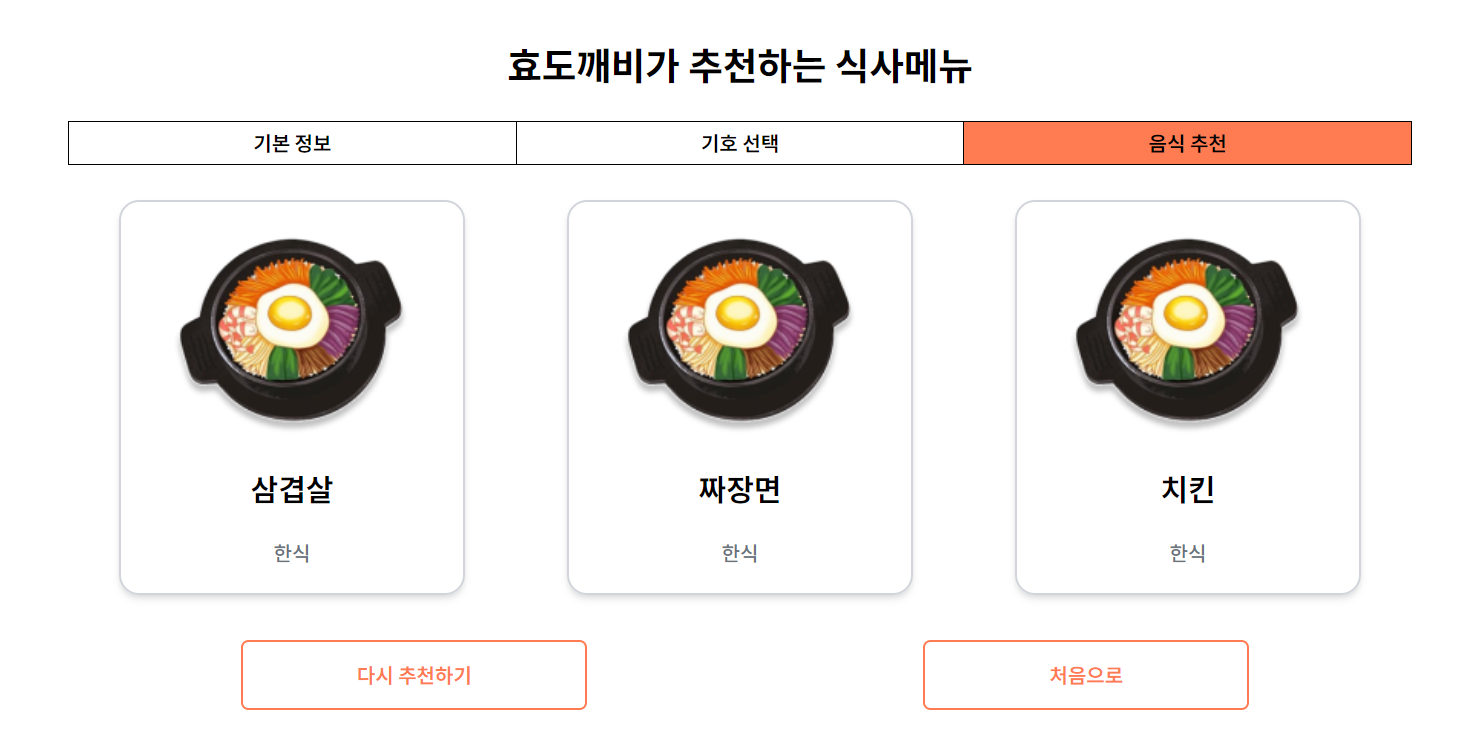 효도깨비가 추천하는 식사메뉴
기본 정보
기호 선택
음식 추천
삼겹살
짜장면
치킨
한식
한식
한식
다시 추천하기
처음으로